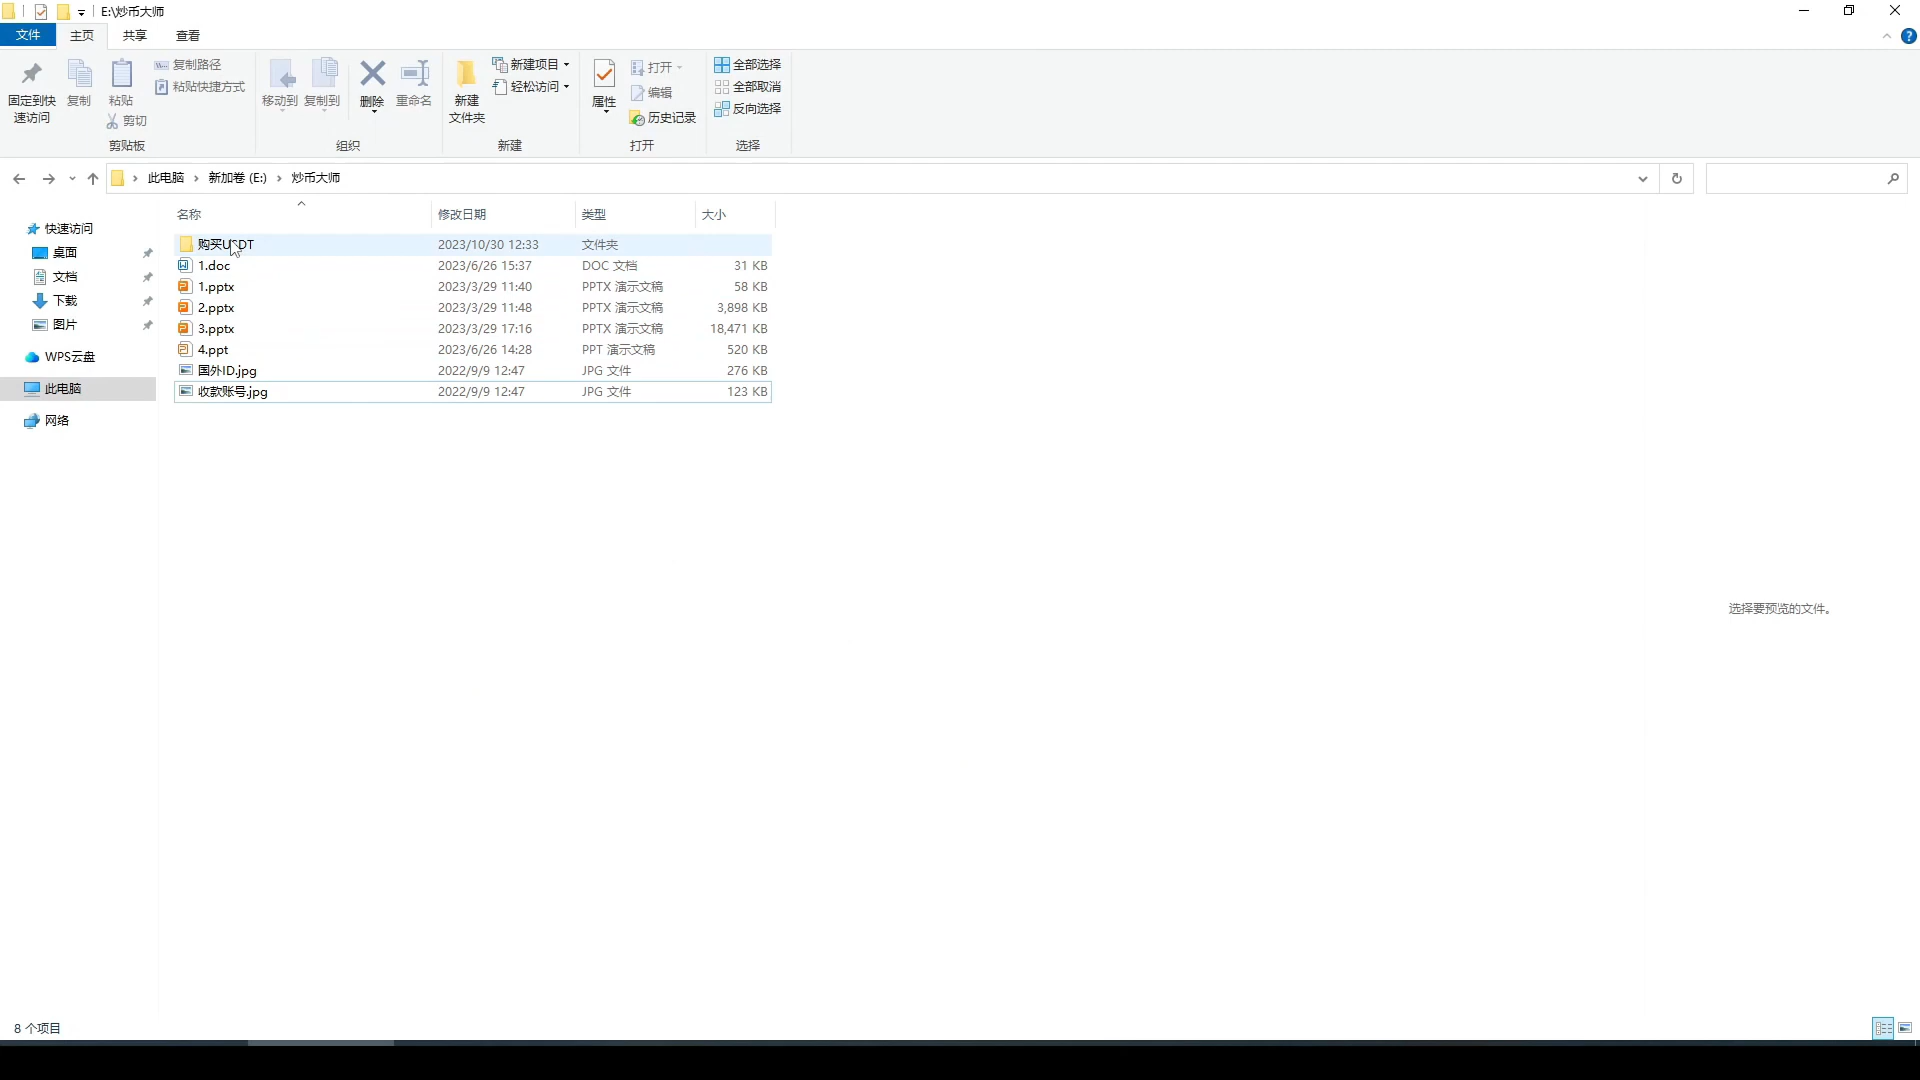 E:\炒币大师
文件 主页 共享 查看
固定到快速访问
复制
粘贴
复制路径
粘贴快捷方式
剪切
剪贴板
移动到
复制到
删除
重命名
组织
新建文件夹
新建项目
轻松访问
新建
属性
打开
编辑
历史记录
打开
全部选择
全部取消
反向选择
选择
此电脑 › 新加卷 (E:) › 炒币大师
快速访问
桌面
文档
下载
图片
WPS云盘
此电脑
网络
名称 修改日期 类型 大小
购买USDT 2023/10/30 12:33 文件夹
1.doc 2023/6/26 15:37 DOC 文档 31 KB
1.pptx 2023/3/29 11:40 PPTX 演示文稿 58 KB
2.pptx 2023/3/29 11:48 PPTX 演示文稿 3,898 KB
3.pptx 2023/3/29 17:16 PPTX 演示文稿 18,471 KB
4.ppt 2023/6/26 14:28 PPT 演示文稿 520 KB
国外ID.jpg 2022/9/9 12:47 JPG 文件 276 KB
收款账号.jpg 2022/9/9 12:47 JPG 文件 123 KB
选择要预览的文件。
8 个项目